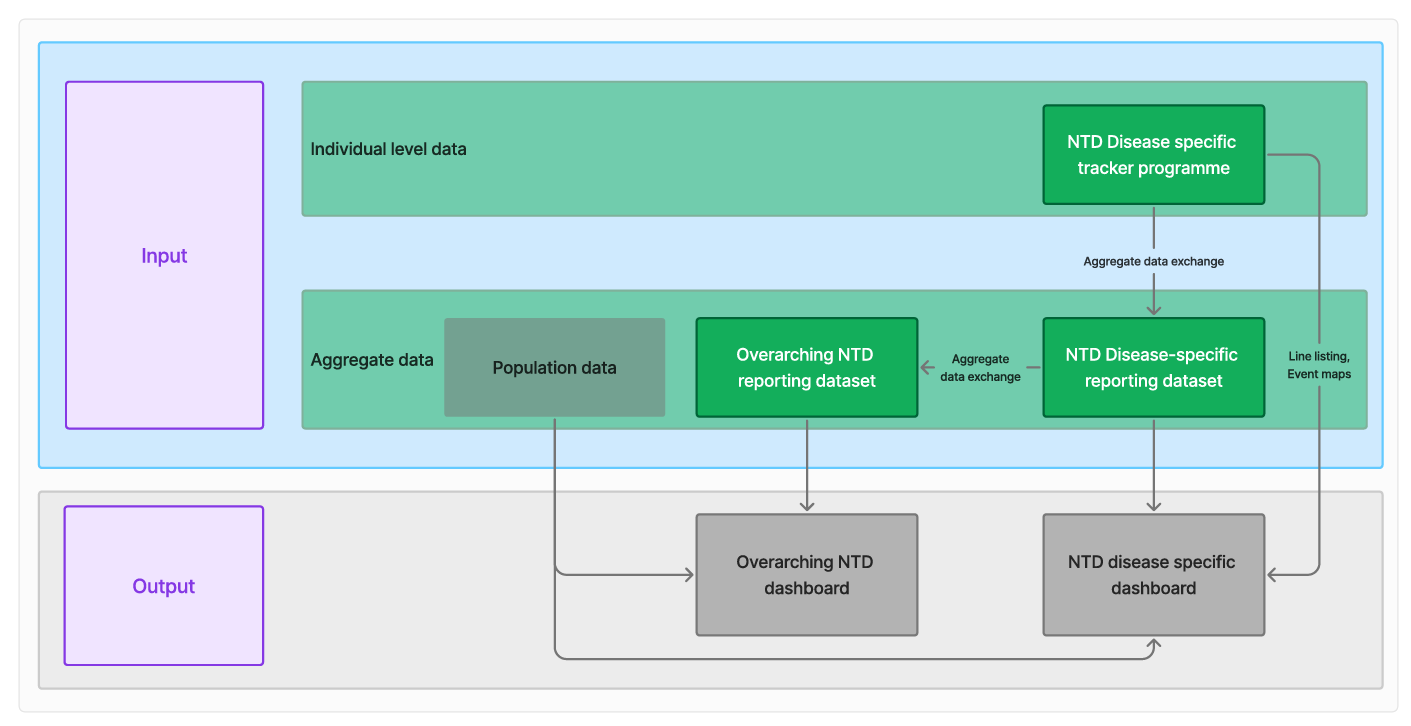 Input
Individual level data
NTD Disease specific
tracker programme
Aggregate data exchange
Aggregate data
Population data
Overarching NTD
reporting dataset
Aggregate
data exchange
NTD Disease-specific
reporting dataset
Line listing,
Event maps
Output
Overarching NTD
dashboard
NTD disease specific
dashboard